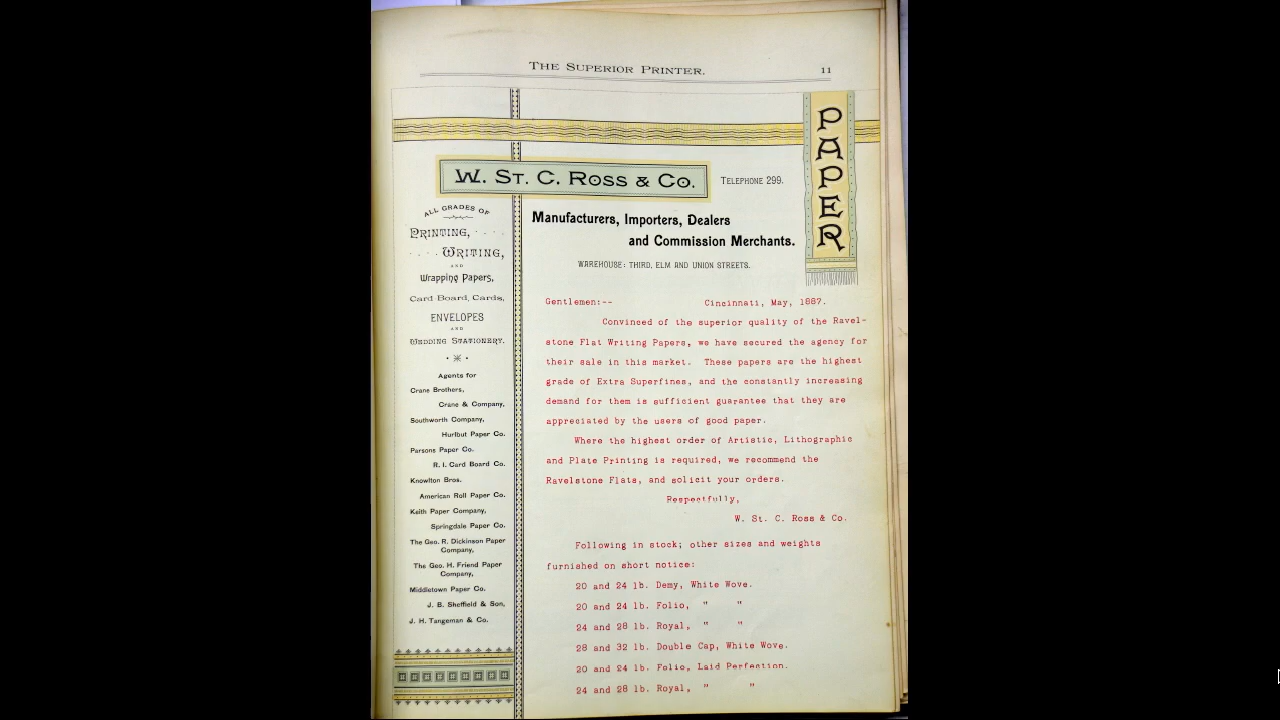 THE SUPERIOR PRINTER.
11
PAPER
W. ST. C. ROSS & CO.
TELEPHONE 299.
Manufacturers, Importers, Dealers
and Commission Merchants.
WAREHOUSE: THIRD, ELM AND UNION STREETS.
ALL GRADES OF
PRINTING,
WRITING,
AND
Wrapping Papers,
Card Board, Cards,
ENVELOPES
AND
WEDDING STATIONERY.
Agents for
Crane Brothers,
Crane & Company,
Southworth Company,
Hurlbut Paper Co.
Parsons Paper Co.
R. I. Card Board Co.
Knowlton Bros.
American Roll Paper Co.
Keith Paper Company,
Springdale Paper Co.
The Geo. R. Dickinson Paper
Company,
The Geo. H. Friend Paper
Company,
Middletown Paper Co.
J. B. Sheffield & Son,
J. H. Tangeman & Co.
Gentlemen:-- Cincinnati, May, 1887.
Convinced of the superior quality of the Ravel-
stone Flat Writing Papers, we have secured the agency for
their sale in this market. These papers are the highest
grade of Extra Superfines, and the constantly increasing
demand for them is sufficient guarantee that they are
appreciated by the users of good paper.
Where the highest order of Artistic, Lithographic
and Plate Printing is required, we recommend the
Ravelstone Flats, and solicit your orders.
Respectfully,
W. St. C. Ross & Co.
Following in stock; other sizes and weights
furnished on short notice:
20 and 24 lb. Demy, White Wove.
20 and 24 lb. Folio, " "
24 and 28 lb. Royal, " "
28 and 32 lb. Double Cap, White Wove.
20 and 24 lb. Folio, Laid Perfection.
24 and 28 lb. Royal, " "